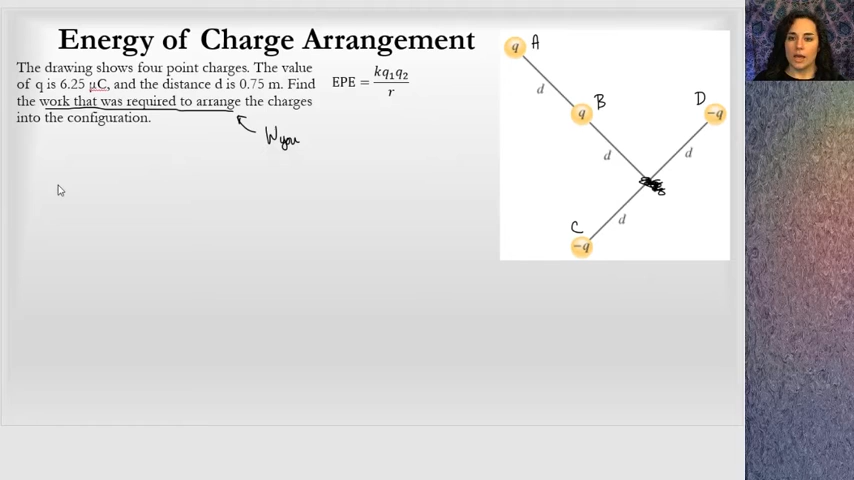 Energy of Charge Arrangement
The drawing shows four point charges. The value
of q is 6.25 μC, and the distance d is 0.75 m. Find
the work that was required to arrange the charges
into the configuration.
EPE = kq₁q₂
r
Wyou
q A
d
q B
D
-q
d
d
C
d
-q